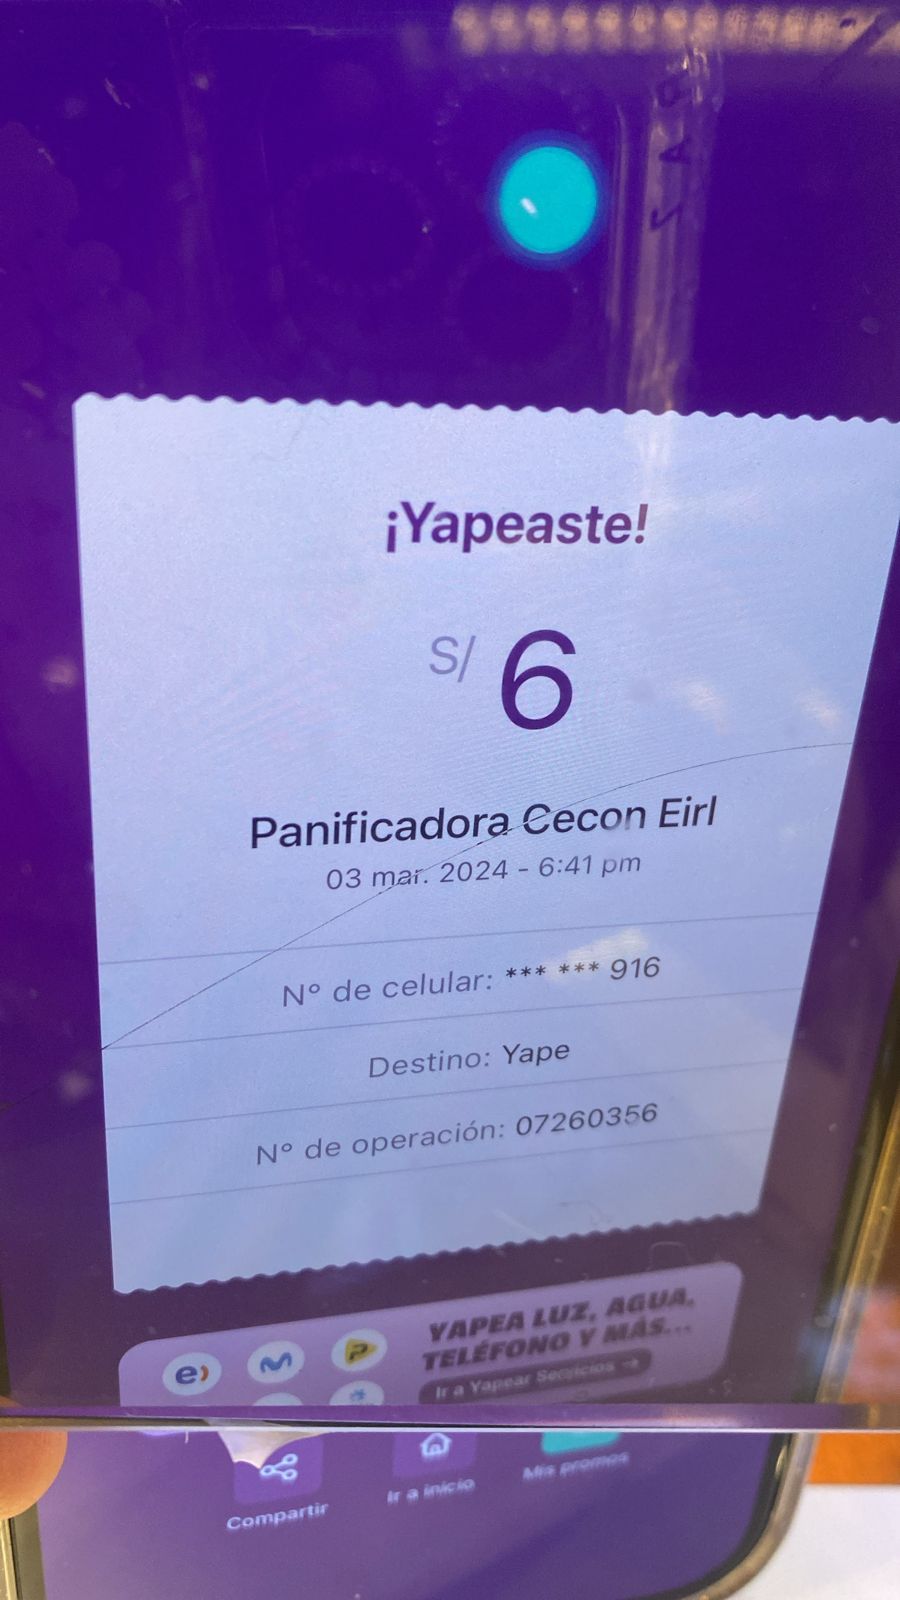 ¡Yapeaste!
S/ 6
Panificadora Cecon Eirl
03 mar. 2024 - 6:41 pm
N° de celular: *** *** 916
Destino: Yape
N° de operación: 07260356
YAPEA LUZ, AGUA,
TELÉFONO Y MÁS...
Ir a Yapear Servicios →
Compartir
Ir a inicio
Mis promos